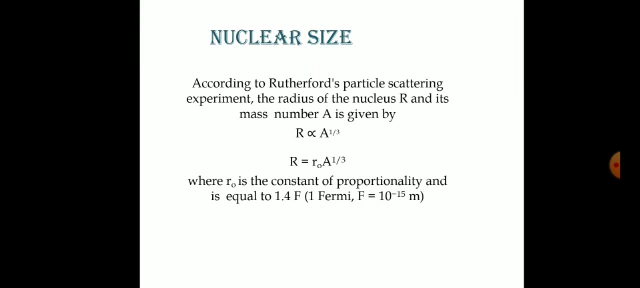 NUCLEAR SIZE
According to Rutherford's particle scattering
experiment, the radius of the nucleus R and its
mass number A is given by
R ∝ A¹/³
R = rₒA¹/³
where rₒ is the constant of proportionality and
is equal to 1.4 F (1 Fermi, F = 10⁻¹⁵ m)